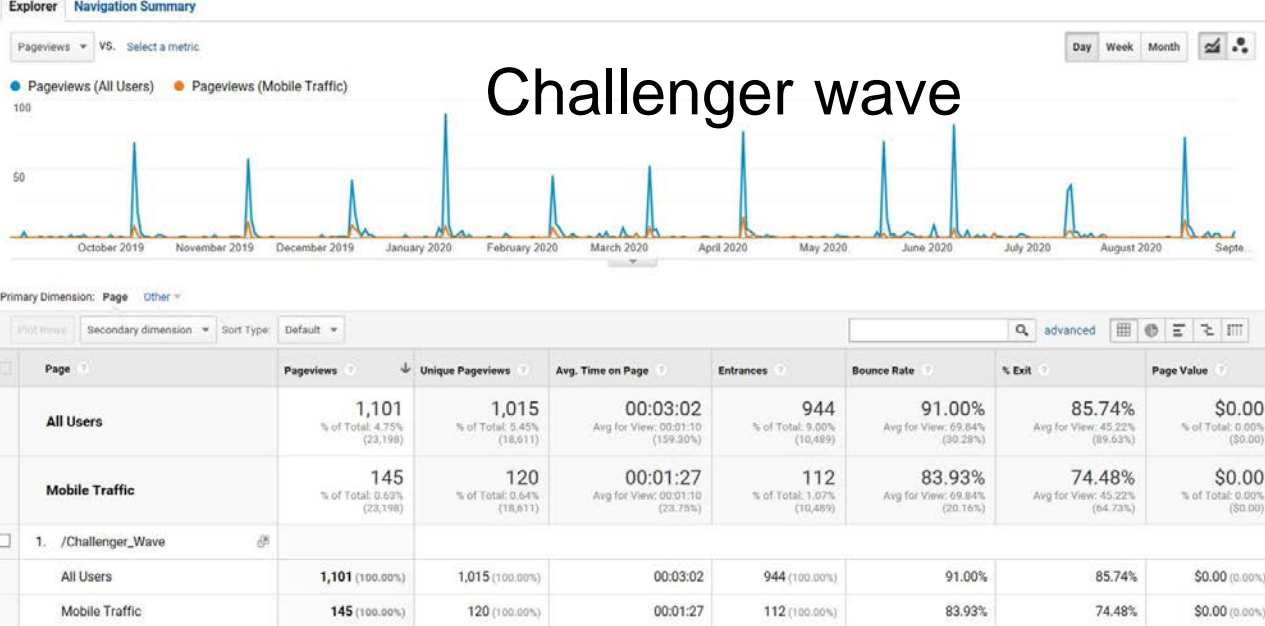 Explorer Navigation Summary
Pageviews VS. Select a metric Day Week Month
Challenger wave
Pageviews (All Users) Pageviews (Mobile Traffic)
100
50
October 2019 November 2019 December 2019 January 2020 February 2020 March 2020 April 2020 May 2020 June 2020 July 2020 August 2020 Septe...
Primary Dimension: Page Other
Plot Rows Secondary dimension Sort Type: Default advanced
Page ? Pageviews ? Unique Pageviews ? Avg. Time on Page ? Entrances ? Bounce Rate ? % Exit ? Page Value ?
All Users 1,101 1,015 00:03:02 944 91.00% 85.74% $0.00
% of Total: 4.75% % of Total: 5.45% Avg for View: 00:01:10 % of Total: 9.00% Avg for View: 69.84% Avg for View: 45.22% % of Total: 0.00%
(23,198) (18,611) (159.30%) (10,489) (30.28%) (89.63%) ($0.00)
Mobile Traffic 145 120 00:01:27 112 83.93% 74.48% $0.00
% of Total: 0.63% % of Total: 0.64% Avg for View: 00:01:10 % of Total: 1.07% Avg for View: 69.84% Avg for View: 45.22% % of Total: 0.00%
(23,198) (18,611) (23.75%) (10,489) (20.16%) (64.73%) ($0.00)
1. /Challenger_Wave
All Users 1,101 (100.00%) 1,015 (100.00%) 00:03:02 944 (100.00%) 91.00% 85.74% $0.00 (0.00%)
Mobile Traffic 145 (100.00%) 120 (100.00%) 00:01:27 112 (100.00%) 83.93% 74.48% $0.00 (0.00%)